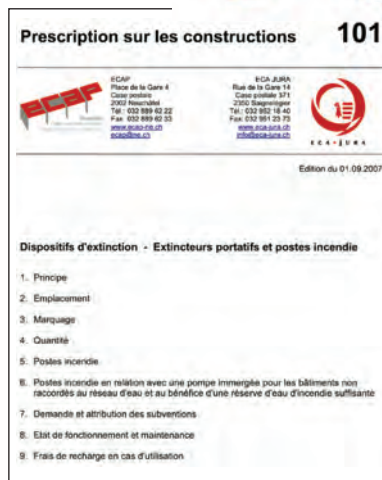 Prescription sur les constructions 101
ECAP
Place de la Gare 4
Case postale
2002 Neuchâtel
Tél.: 032 889 62 22
Fax: 032 889 62 33
www.ecap-ne.ch
ecap@ne.ch
ECA JURA
Rue de la Gare 14
Case postale 371
2350 Saignelégier
Tél.: 032 952 18 40
Fax: 032 951 23 73
www.eca-jura.ch
info@eca-jura.ch
ecap
ECA•JURA
Edition du 01.09.2007
Dispositifs d'extinction - Extincteurs portatifs et postes incendie
1. Principe
2. Emplacement
3. Marquage
4. Quantité
5. Postes incendie
6. Postes incendie en relation avec une pompe immergée pour les bâtiments non
raccordés au réseau d'eau et au bénéfice d'une réserve d'eau d'incendie suffisante
7. Demande et attribution des subventions
8. Etat de fonctionnement et maintenance
9. Frais de recharge en cas d'utilisation